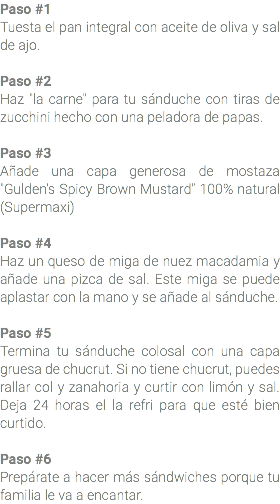 Paso #1
Tuesta el pan integral con aceite de oliva y sal
de ajo.
Paso #2
Haz "la carne" para tu sánduche con tiras de
zucchini hecho con una peladora de papas.
Paso #3
Añade una capa generosa de mostaza
"Gulden's Spicy Brown Mustard" 100% natural
(Supermaxi)
Paso #4
Haz un queso de miga de nuez macadamia y
añade una pizca de sal. Este miga se puede
aplastar con la mano y se añade al sánduche.
Paso #5
Termina tu sánduche colosal con una capa
gruesa de chucrut. Si no tiene chucrut, puedes
rallar col y zanahoria y curtir con limón y sal.
Deja 24 horas el la refri para que esté bien
curtido.
Paso #6
Prepárate a hacer más sándwiches porque tu
familia le va a encantar.